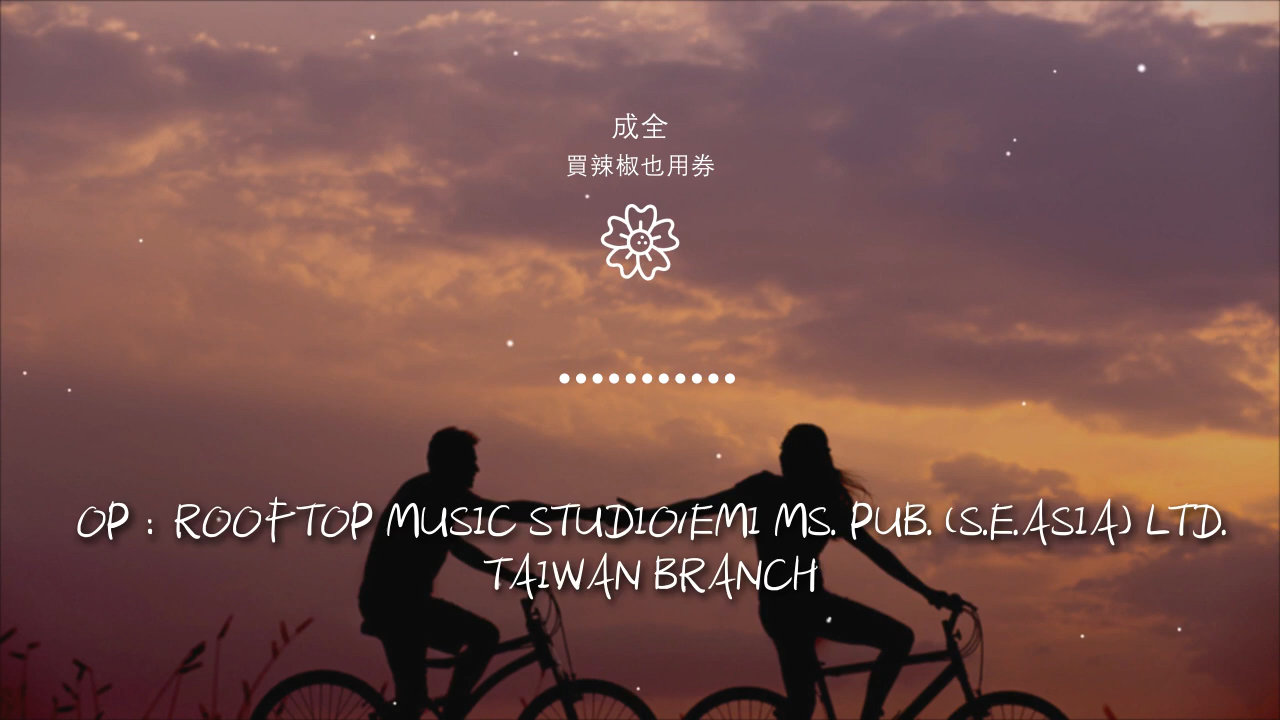 成全
買辣椒也用券
OP : ROOFTOP MUSIC STUDIO/EMI MS. PUB. (S.E.ASIA) LTD.
TAIWAN BRANCH